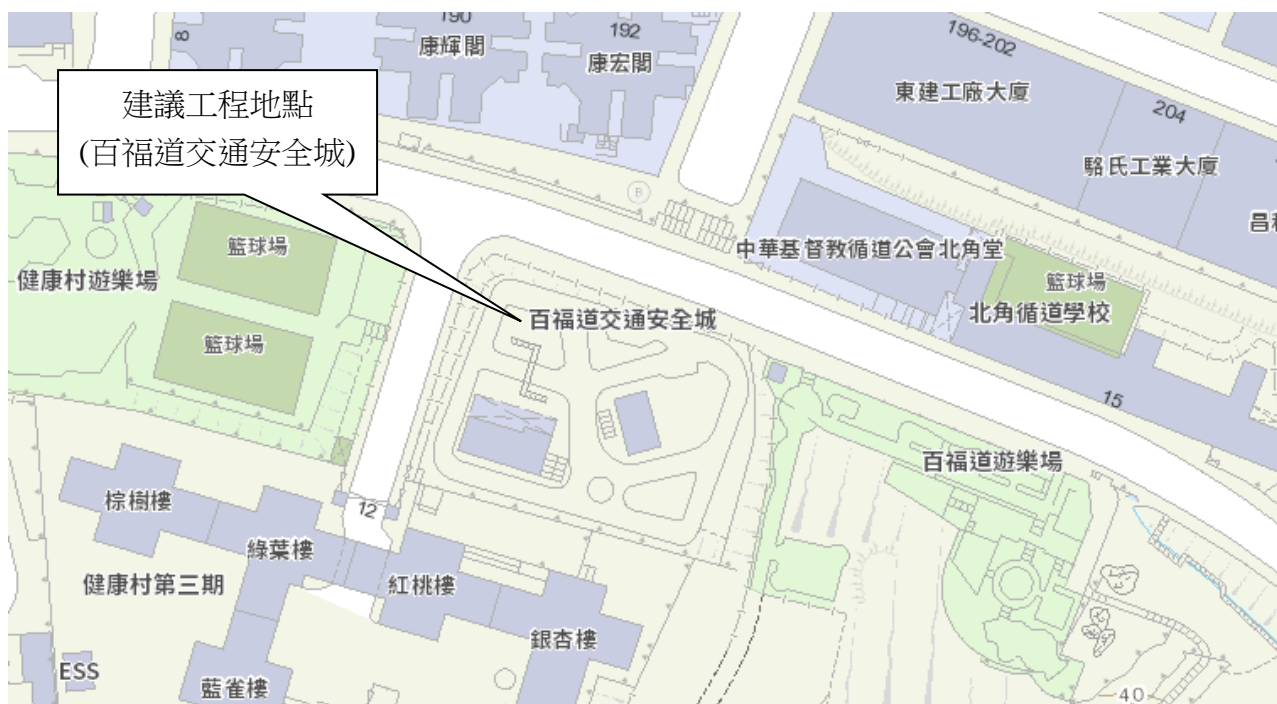 190
192
196-202
8
康輝閣
康宏閣
東建工廠大廈
204
駱氏工業大廈
建議工程地點
(百福道交通安全城)
B
昌
籃球場
健康村遊樂場
籃球場
中華基督教循道公會北角堂
籃球場
北角循道學校
百福道交通安全城
15
百福道遊樂場
棕樹樓
12
綠葉樓
健康村第三期
紅桃樓
銀杏樓
ESS
藍雀樓
40